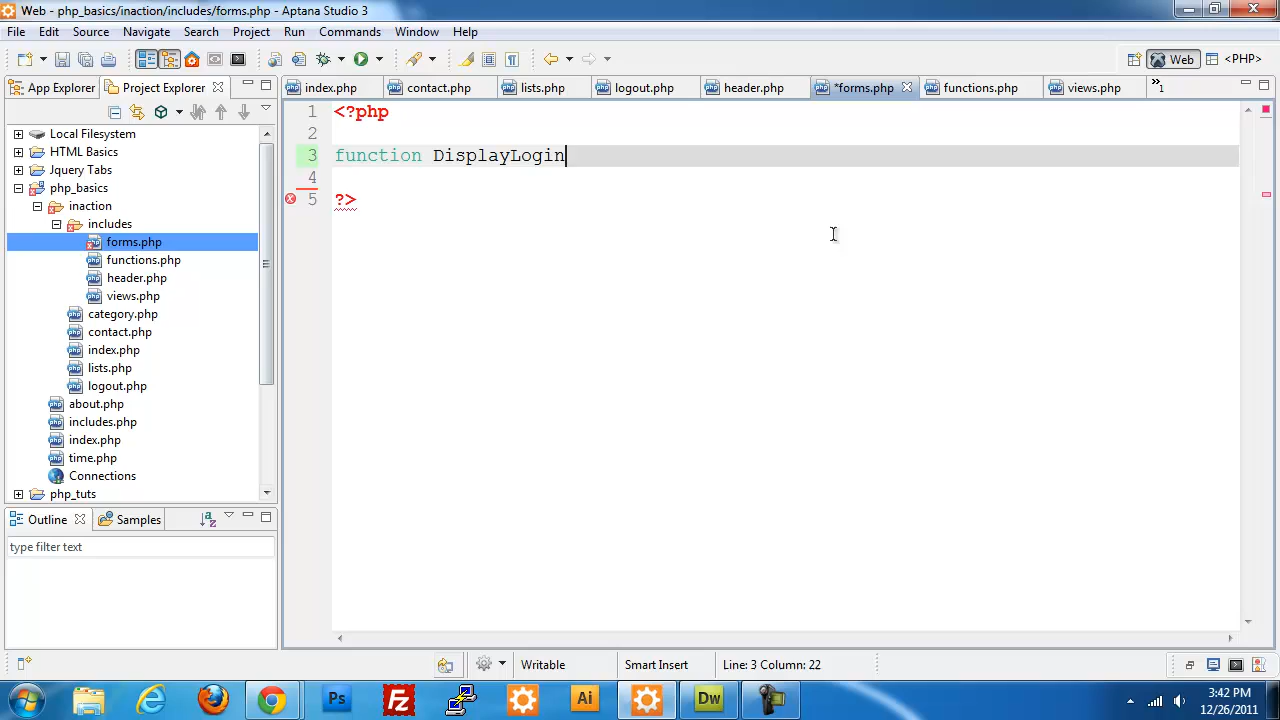 Web - php_basics/inaction/includes/forms.php - Aptana Studio 3
File Edit Source Navigate Search Project Run Commands Window Help
Web <PHP>
App Explorer Project Explorer
index.php contact.php lists.php logout.php header.php *forms.php functions.php views.php »1
Local Filesystem
HTML Basics
Jquery Tabs
php_basics
inaction
includes
forms.php
functions.php
header.php
views.php
category.php
contact.php
index.php
lists.php
logout.php
about.php
includes.php
index.php
time.php
Connections
php_tuts
1 <?php
2
3 function DisplayLogin
4
5 ?>
Outline Samples
type filter text
Writable Smart Insert Line: 3 Column: 22
Ps Fz Ai Dw
3:42 PM
12/26/2011